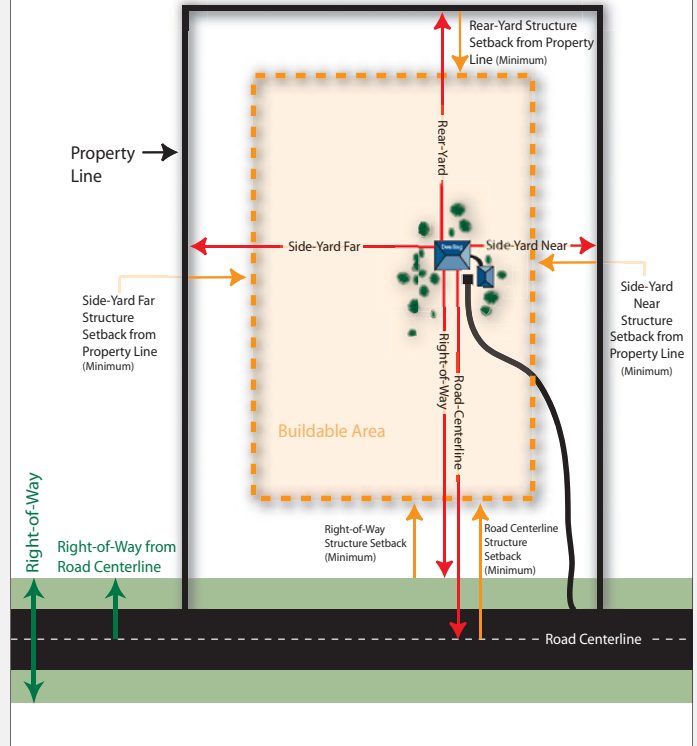 Rear-Yard Structure
Setback from Property
Line (Minimum)
Property
Line
Rear-Yard
Side-Yard Far
Dwelling
Side-Yard Near
Side-Yard Far
Structure
Setback from
Property Line
(Minimum)
Side-Yard
Near
Structure
Setback from
Property Line
(Minimum)
Right-of-Way
Road-Centerline
Buildable Area
Right-of-Way
Right-of-Way from
Road Centerline
Right-of-Way
Structure Setback
(Minimum)
Road Centerline
Structure
Setback
(Minimum)
Road Centerline